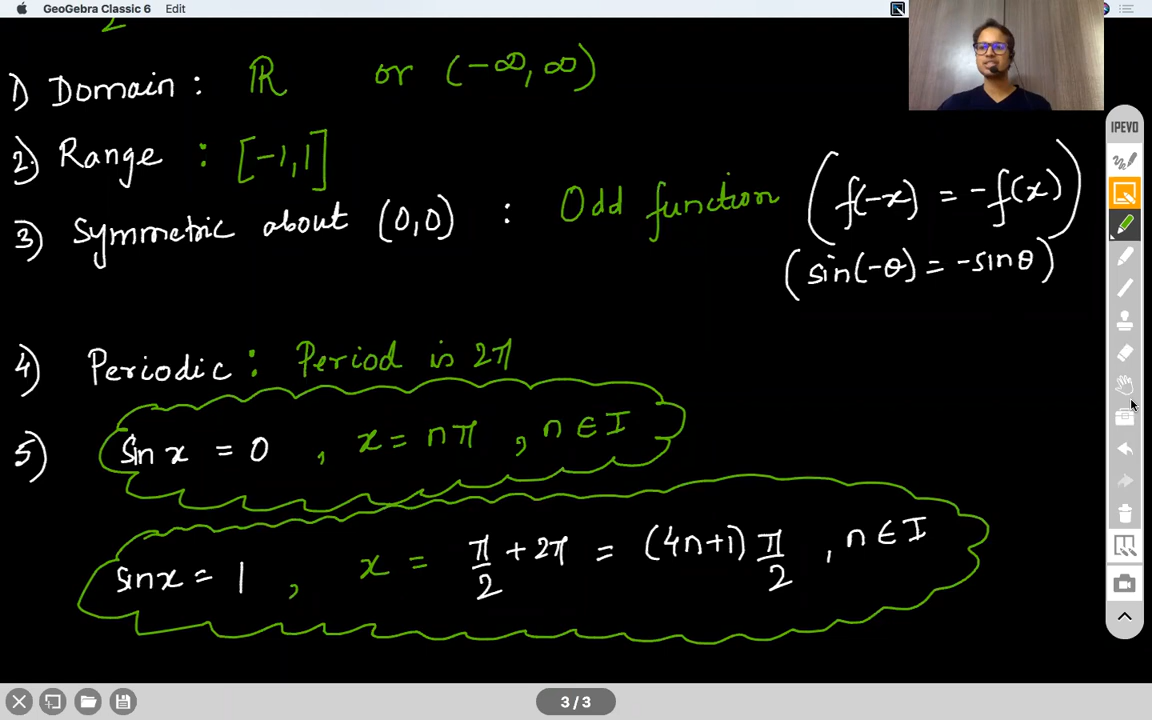 GeoGebra Classic 6 Edit
2
1) Domain : ℝ or (-∞, ∞)
2) Range : [-1, 1]
3) Symmetric about (0,0) : Odd function (f(-x) = -f(x))
(sin(-θ) = -sinθ)
4) Periodic : Period is 2π
5) sin x = 0 , x = nπ , n ∈ I
sinx = 1 , x = π/2 + 2π = (4n+1) π/2 , n ∈ I
IPEVO
3 / 3